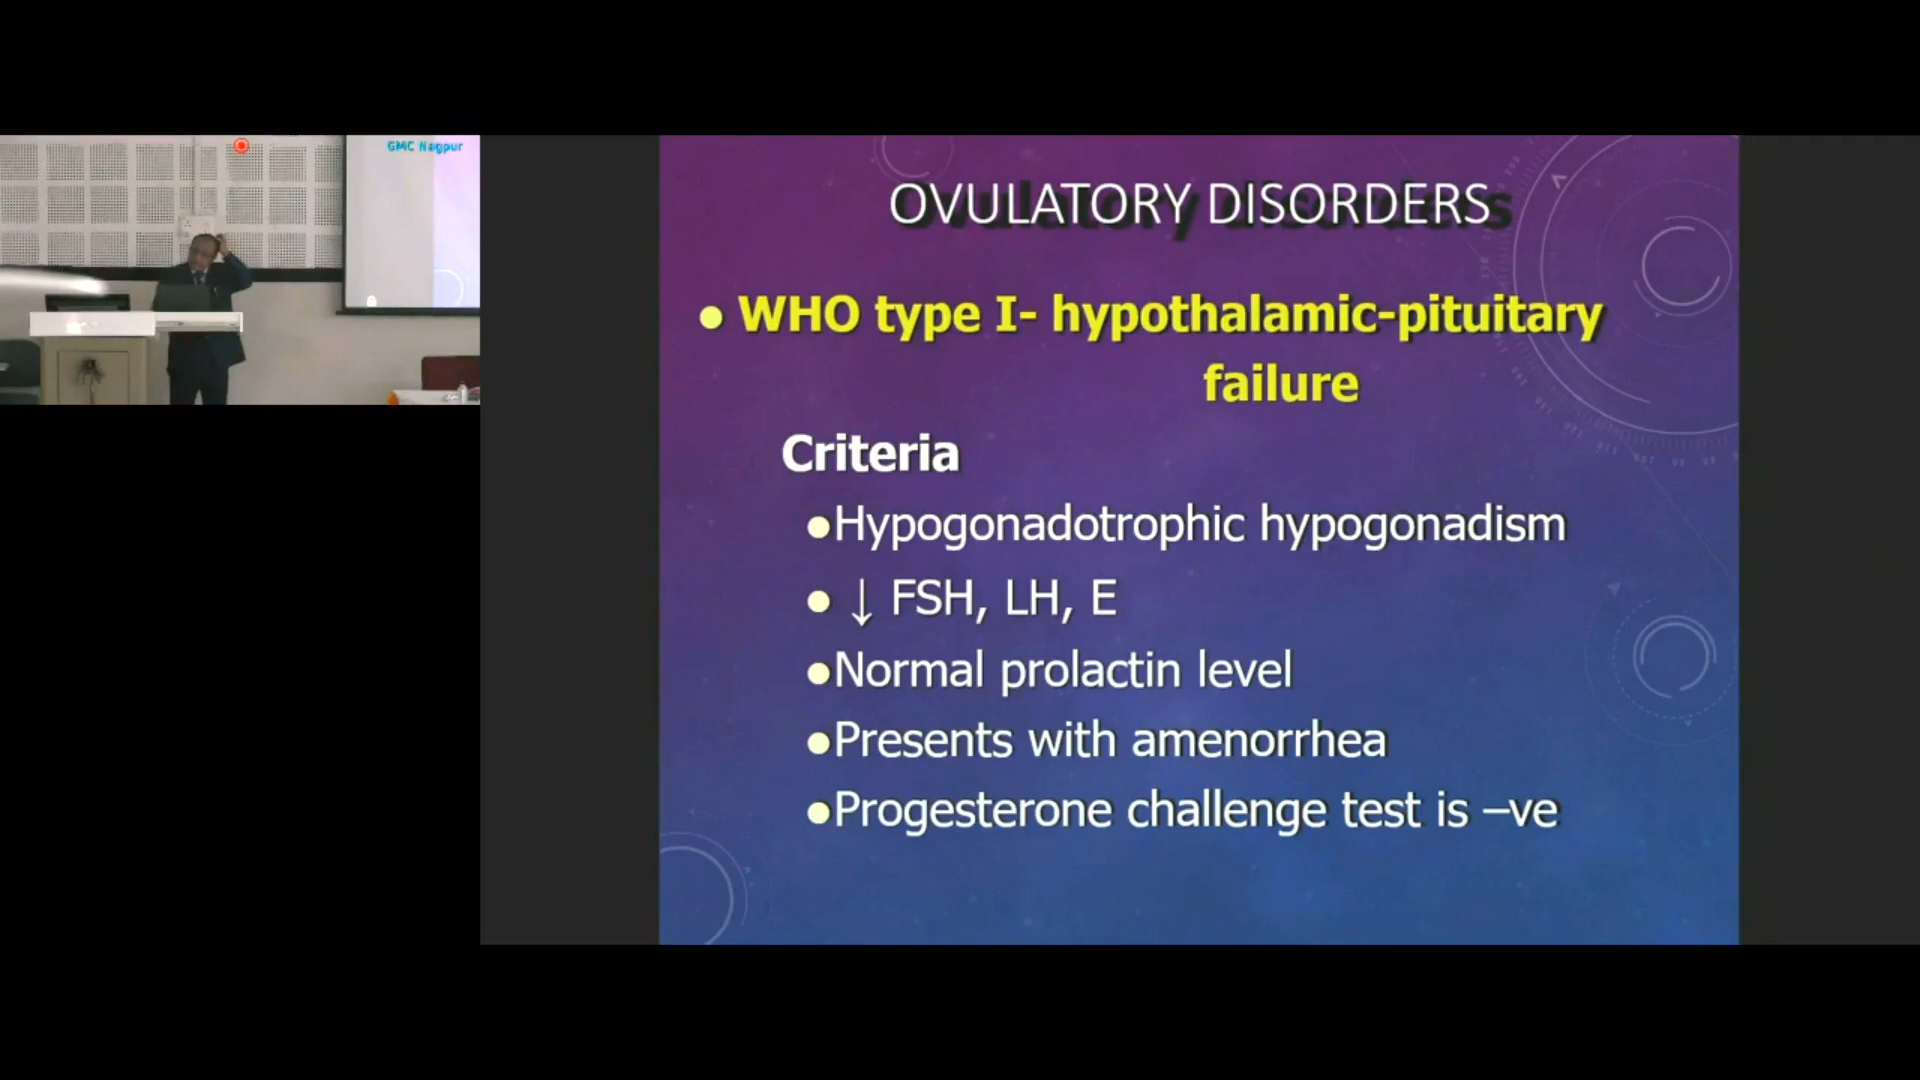 GMC Nagpur
OVULATORY DISORDERS
● WHO type I- hypothalamic-pituitary
failure
Criteria
●Hypogonadotrophic hypogonadism
● ↓ FSH, LH, E
●Normal prolactin level
●Presents with amenorrhea
●Progesterone challenge test is –ve